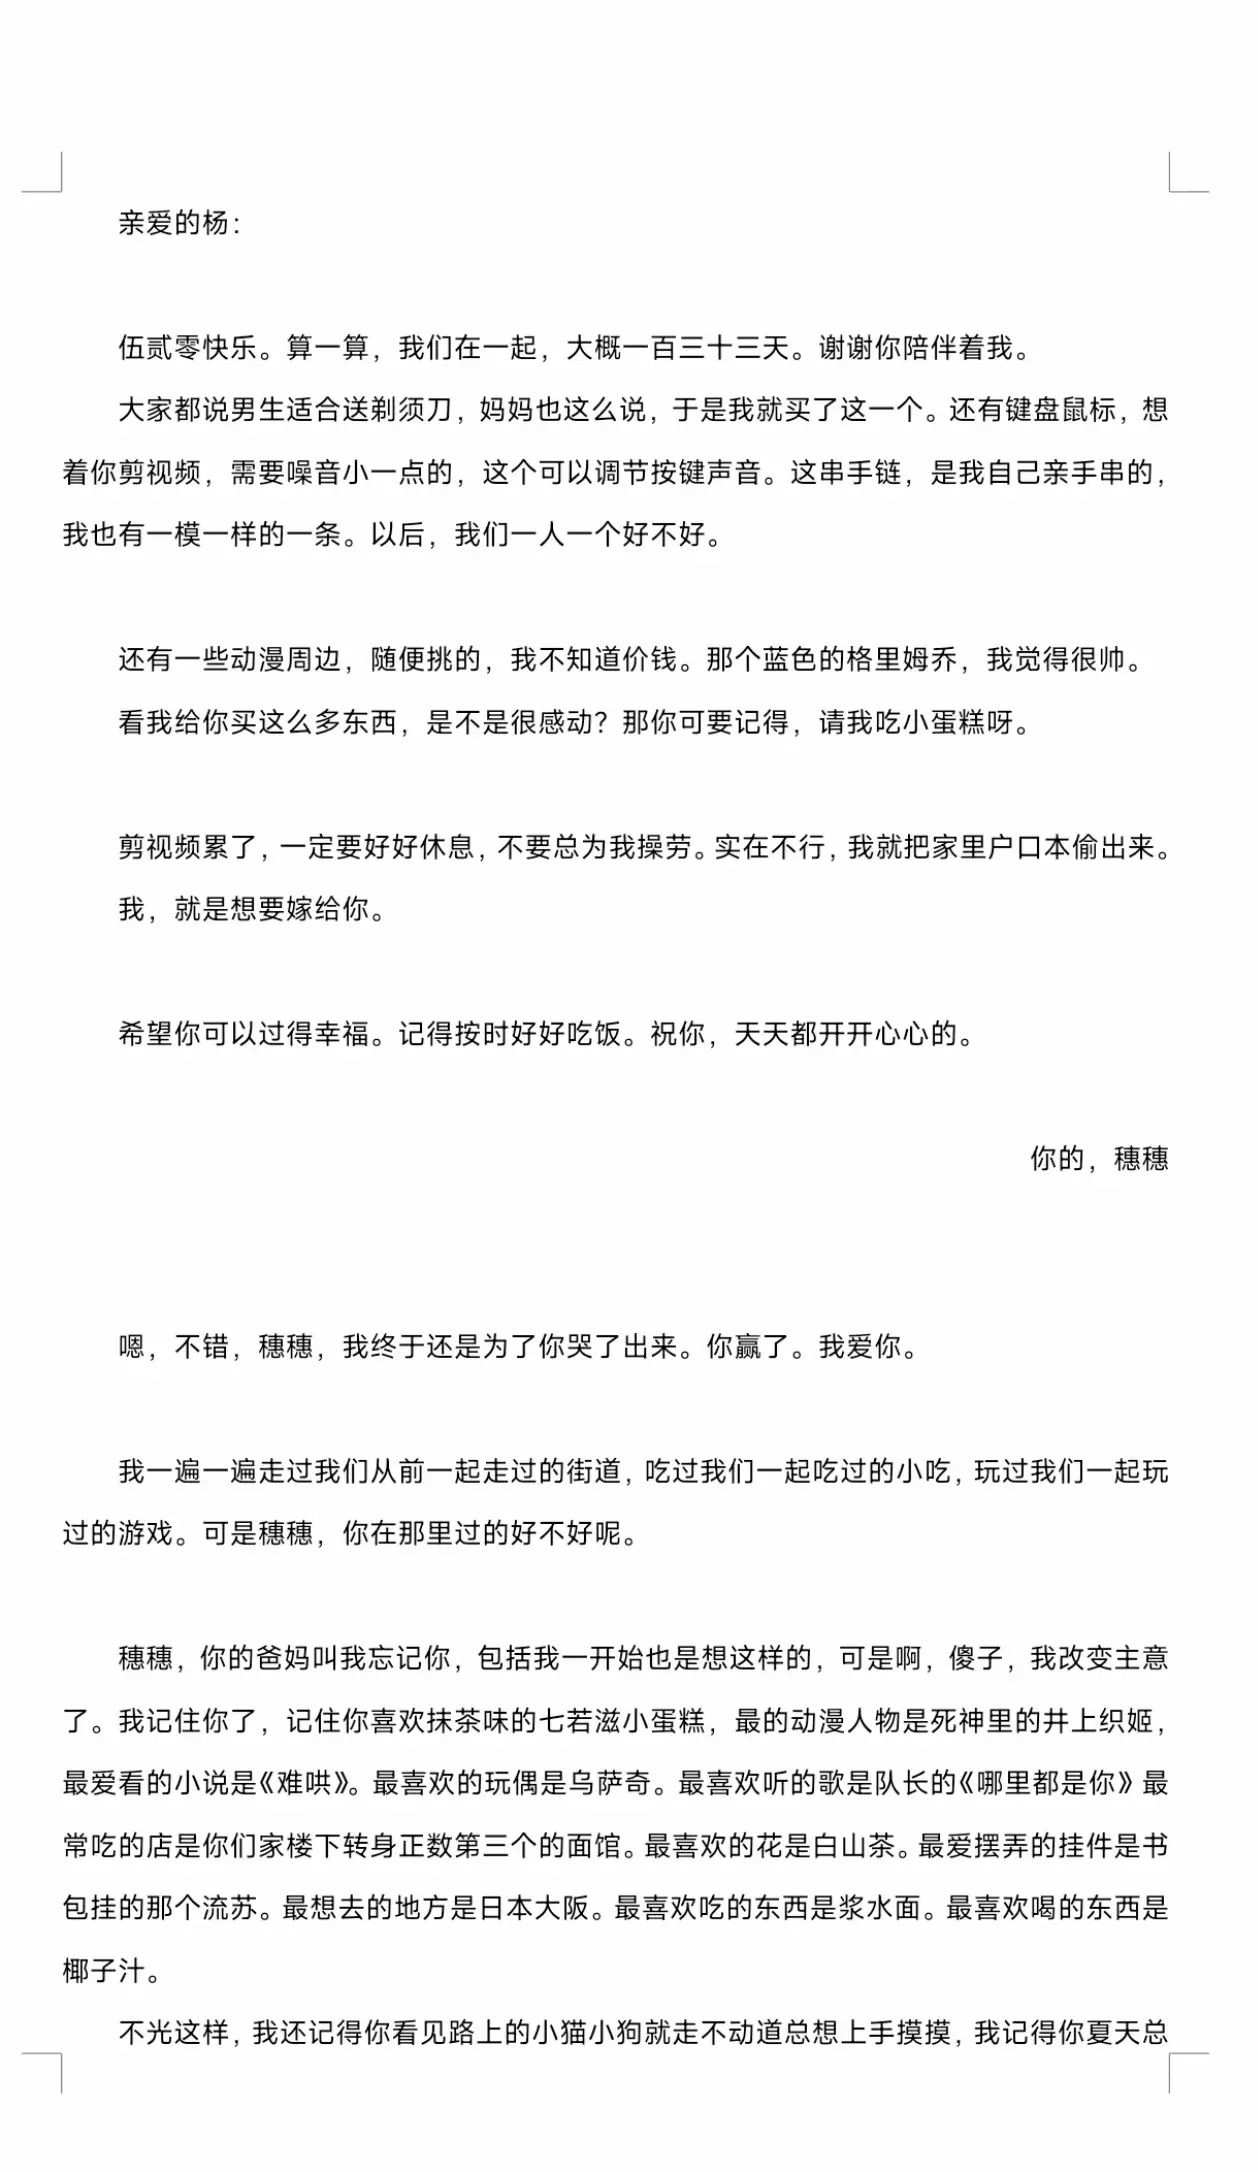 亲爱的杨：
伍贰零快乐。算一算，我们在一起，大概一百三十三天。谢谢你陪伴着我。
大家都说男生适合送剃须刀，妈妈也这么说，于是我就买了这一个。还有键盘鼠标，想
着你剪视频，需要噪音小一点的，这个可以调节按键声音。这串手链，是我自己亲手串的，
我也有一模一样的一条。以后，我们一人一个好不好。
还有一些动漫周边，随便挑的，我不知道价钱。那个蓝色的格里姆乔，我觉得很帅。
看我给你买这么多东西，是不是很感动？那你可要记得，请我吃小蛋糕呀。
剪视频累了，一定要好好休息，不要总为我操劳。实在不行，我就把家里户口本偷出来。
我，就是想要嫁给你。
希望你可以过得幸福。记得按时好好吃饭。祝你，天天都开开心心的。
你的，穗穗
嗯，不错，穗穗，我终于还是为了你哭了出来。你赢了。我爱你。
我一遍一遍走过我们从前一起走过的街道，吃过我们一起吃过的小吃，玩过我们一起玩
过的游戏。可是穗穗，你在那里过的好不好呢。
穗穗，你的爸妈叫我忘记你，包括我一开始也是想这样的，可是啊，傻子，我改变主意
了。我记住你了，记住你喜欢抹茶味的七若滋小蛋糕，最的动漫人物是死神里的井上织姬，
最爱看的小说是《难哄》。最喜欢的玩偶是乌萨奇。最喜欢听的歌是队长的《哪里都是你》最
常吃的店是你们家楼下转身正数第三个的面馆。最喜欢的花是白山茶。最爱摆弄的挂件是书
包挂的那个流苏。最想去的地方是日本大阪。最喜欢吃的东西是浆水面。最喜欢喝的东西是
椰子汁。
不光这样，我还记得你看见路上的小猫小狗就走不动道总想上手摸摸，我记得你夏天总